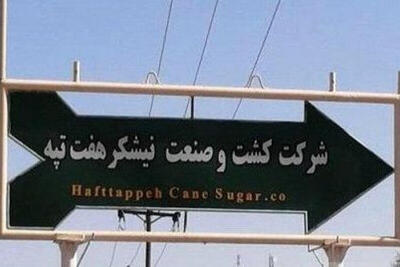 شرکت کشت و صنعت نیشکر هفت تپه
Hafttappeh Cane Sugar.co